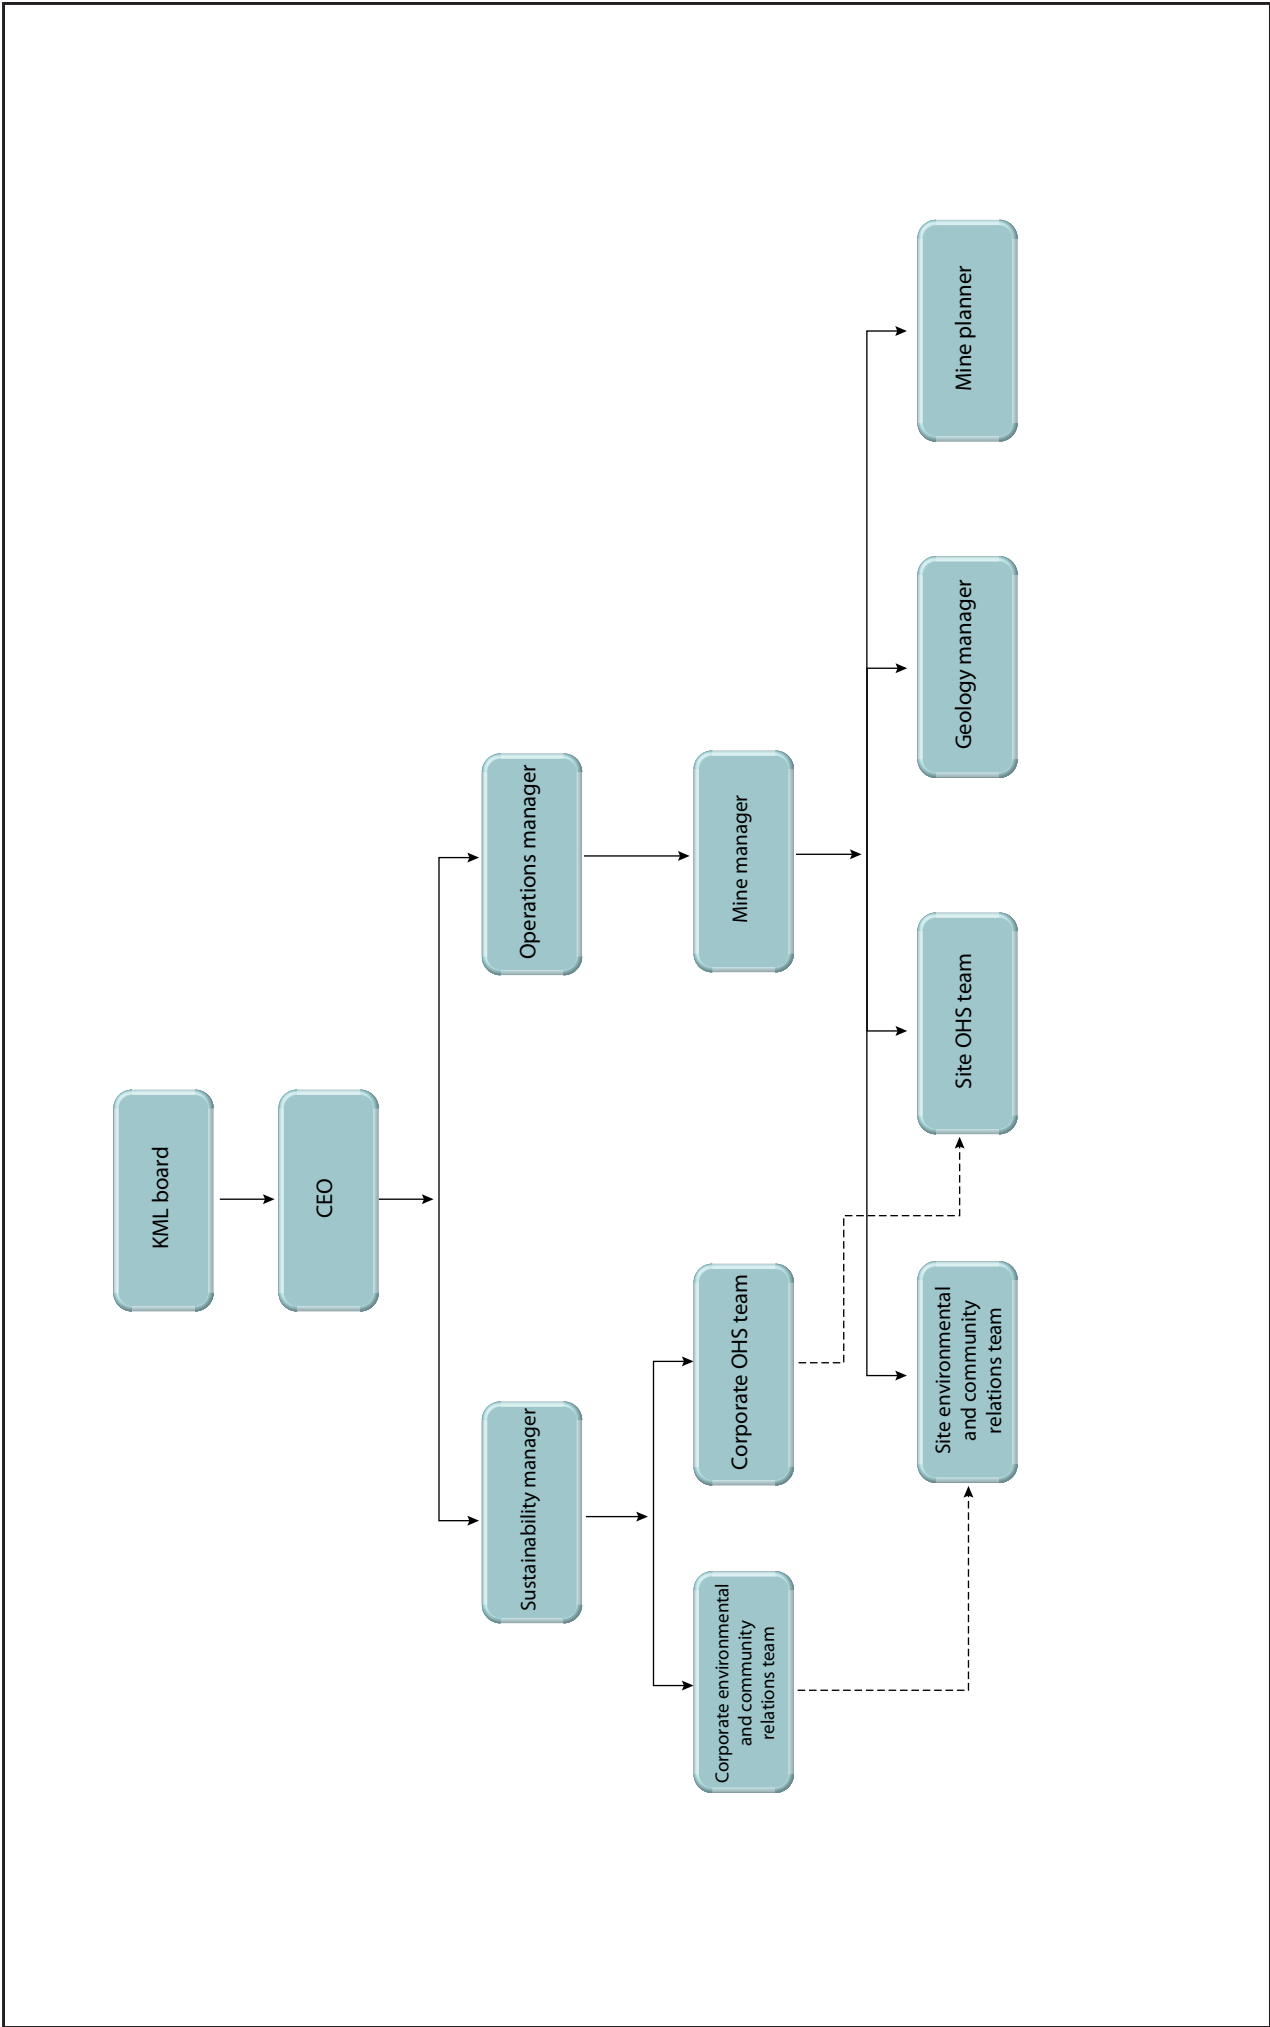 KML board
CEO
Sustainability manager
Operations manager
Corporate environmental
and community
relations team
Corporate OHS team
Mine manager
Site environmental
and community
relations team
Site OHS team
Geology manager
Mine planner